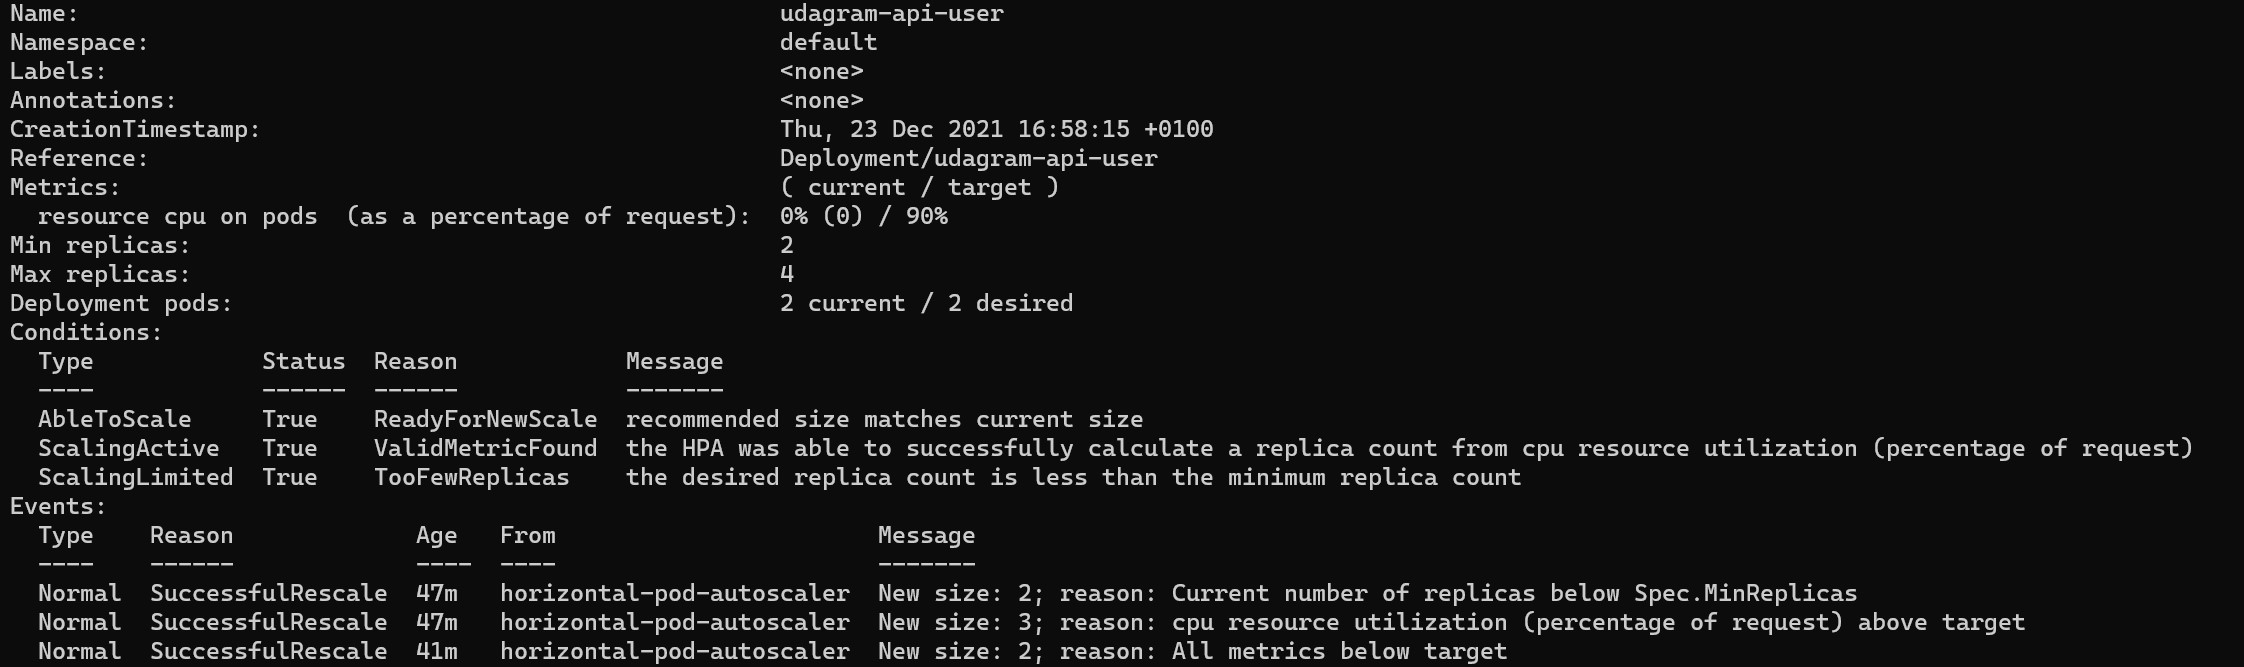 Name:                                                  udagram-api-user
Namespace:                                             default
Labels:                                                <none>
Annotations:                                           <none>
CreationTimestamp:                                     Thu, 23 Dec 2021 16:58:15 +0100
Reference:                                             Deployment/udagram-api-user
Metrics:                                               ( current / target )
  resource cpu on pods  (as a percentage of request):  0% (0) / 90%
Min replicas:                                          2
Max replicas:                                          4
Deployment pods:                                       2 current / 2 desired
Conditions:
  Type            Status  Reason            Message
  ----            ------  ------            -------
  AbleToScale     True    ReadyForNewScale  recommended size matches current size
  ScalingActive   True    ValidMetricFound  the HPA was able to successfully calculate a replica count from cpu resource utilization (percentage of request)
  ScalingLimited  True    TooFewReplicas    the desired replica count is less than the minimum replica count
Events:
  Type    Reason             Age   From                       Message
  ----    ------             ----  ----                       -------
  Normal  SuccessfulRescale  47m   horizontal-pod-autoscaler  New size: 2; reason: Current number of replicas below Spec.MinReplicas
  Normal  SuccessfulRescale  47m   horizontal-pod-autoscaler  New size: 3; reason: cpu resource utilization (percentage of request) above target
  Normal  SuccessfulRescale  41m   horizontal-pod-autoscaler  New size: 2; reason: All metrics below target